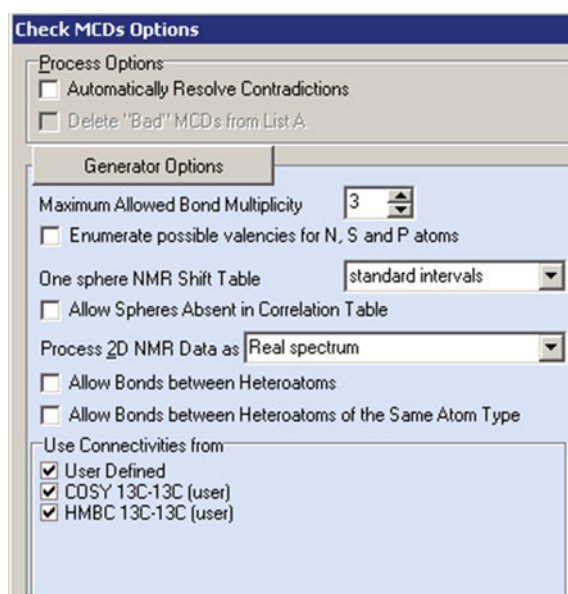 Check MCDs Options
Process Options
Automatically Resolve Contradictions
Delete "Bad" MCDs from List A
Generator Options
Maximum Allowed Bond Multiplicity 3
Enumerate possible valencies for N, S and P atoms
One sphere NMR Shift Table standard intervals
Allow Spheres Absent in Correlation Table
Process 2D NMR Data as Real spectrum
Allow Bonds between Heteroatoms
Allow Bonds between Heteroatoms of the Same Atom Type
Use Connectivities from
User Defined
COSY 13C-13C (user)
HMBC 13C-13C (user)